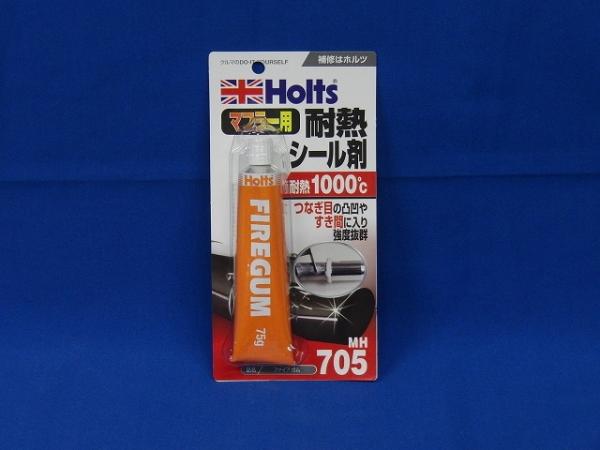 クルマのDO-IT-YOURSELF
補修はホルツ
Holts®
マフラー用
耐熱
シール剤
耐熱1000℃
つなぎ目の凸凹や
すき間に入り
強度抜群
Holts
FIREGUM
75g
MH
705